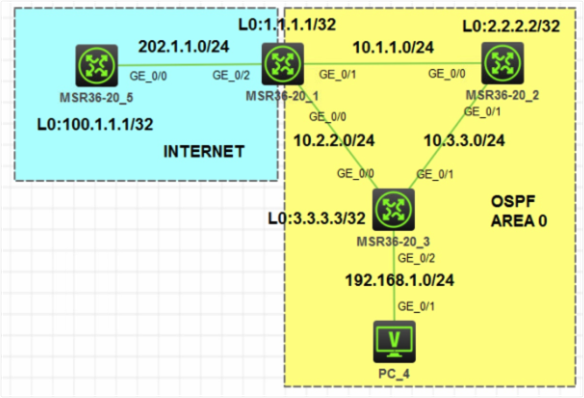 L0:1.1.1.1/32
L0:2.2.2.2/32
202.1.1.0/24
10.1.1.0/24
GE_0/0
GE_0/2
GE_0/1
GE_0/0
MSR36-20_5
MSR36-20_1
MSR36-20_2
GE_0/0
GE_0/1
L0:100.1.1.1/32
10.2.2.0/24
10.3.3.0/24
INTERNET
GE_0/0
GE_0/1
OSPF
AREA 0
L0:3.3.3.3/32
MSR36-20_3
GE_0/2
192.168.1.0/24
GE_0/1
V
PC_4